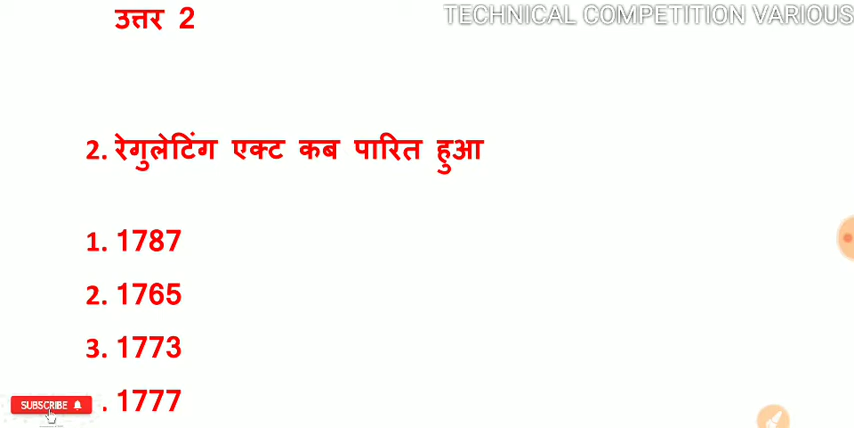 TECHNICAL COMPETITION VARIOUS
उत्तर 2
2. रेगुलेटिंग एक्ट कब पारित हुआ
1. 1787
2. 1765
3. 1773
. 1777
SUBSCRIBE